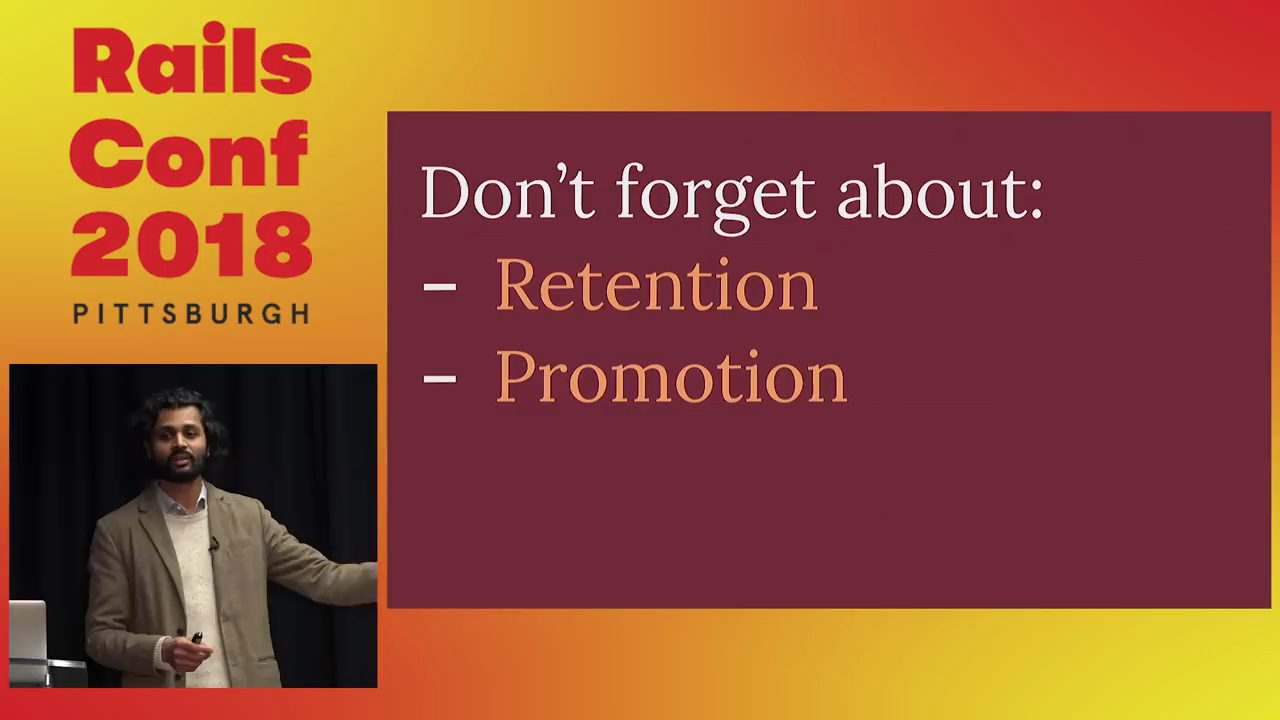 Rails
Conf
2018
PITTSBURGH
Don't forget about:
- Retention
- Promotion